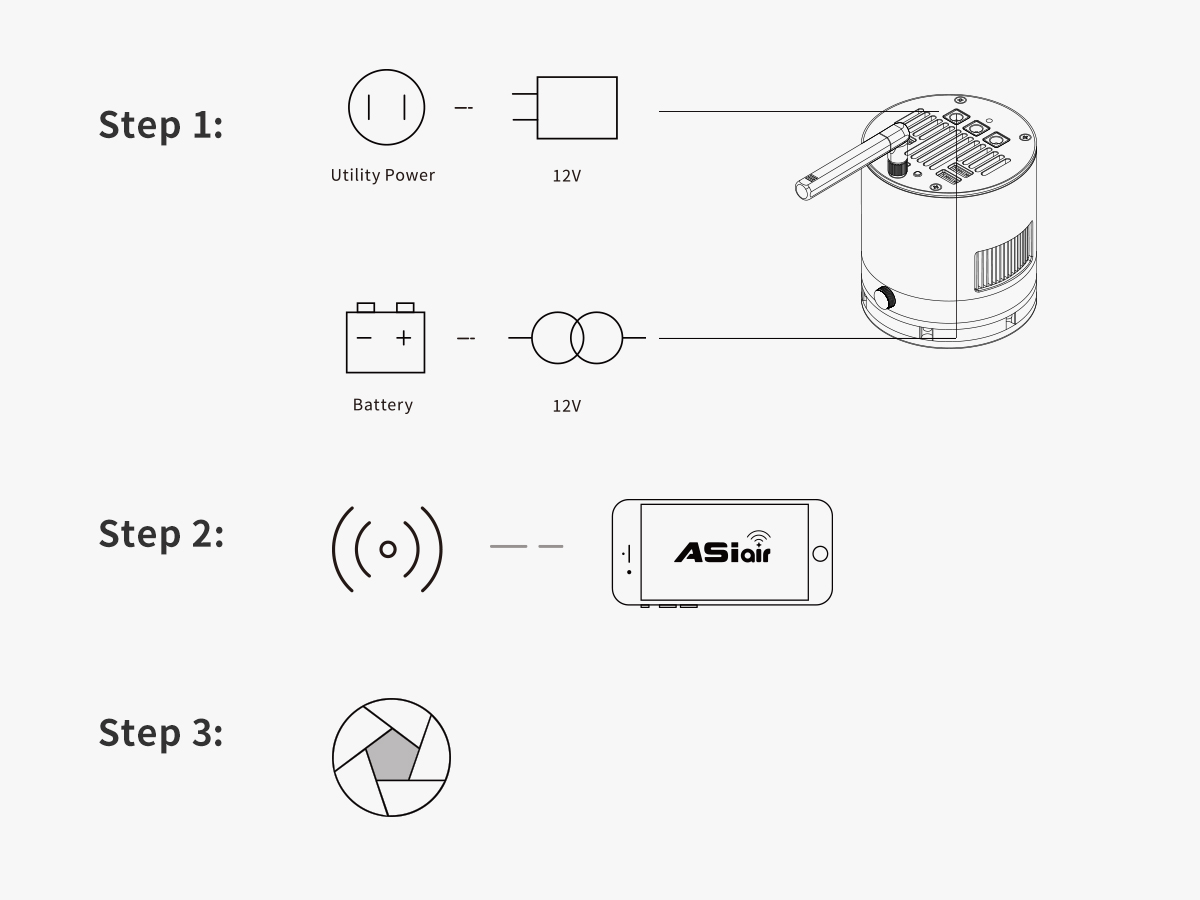 Step 1:
Utility Power
12V
Battery
12V
Step 2:
ASiair
Step 3: